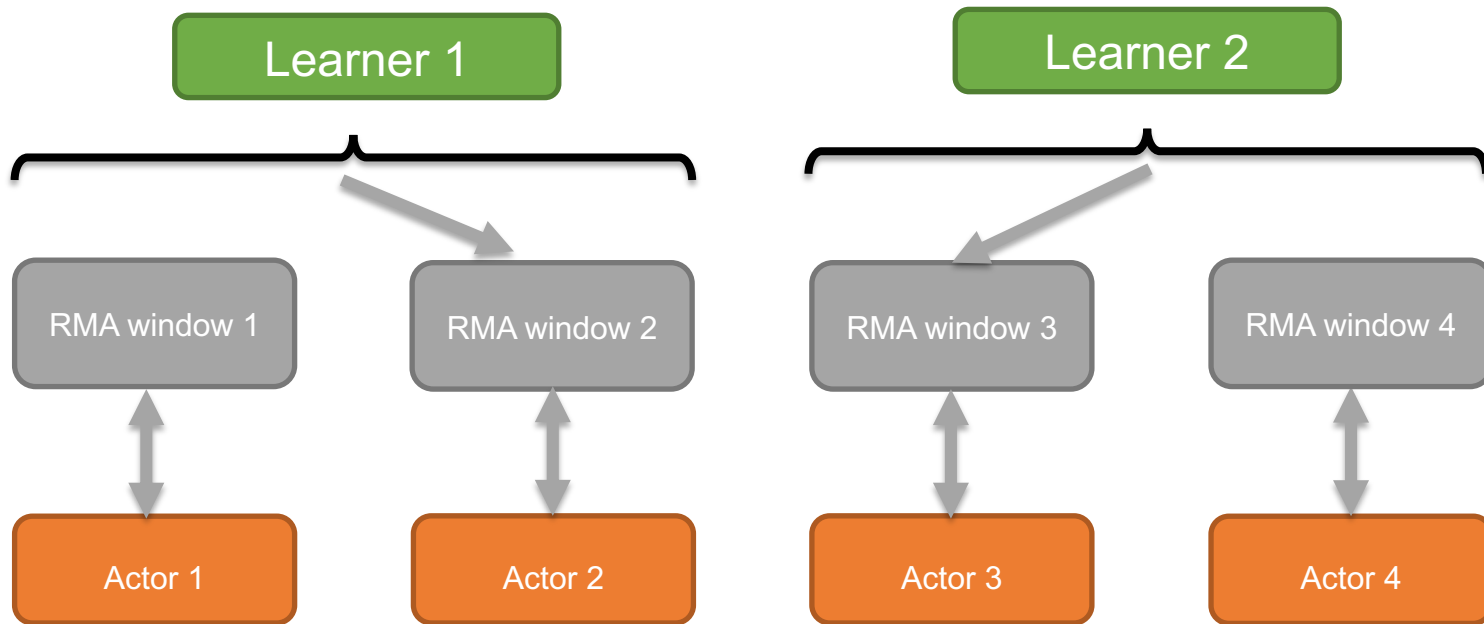 Learner 1
Learner 2
RMA window 1
RMA window 2
RMA window 3
RMA window 4
Actor 1
Actor 2
Actor 3
Actor 4